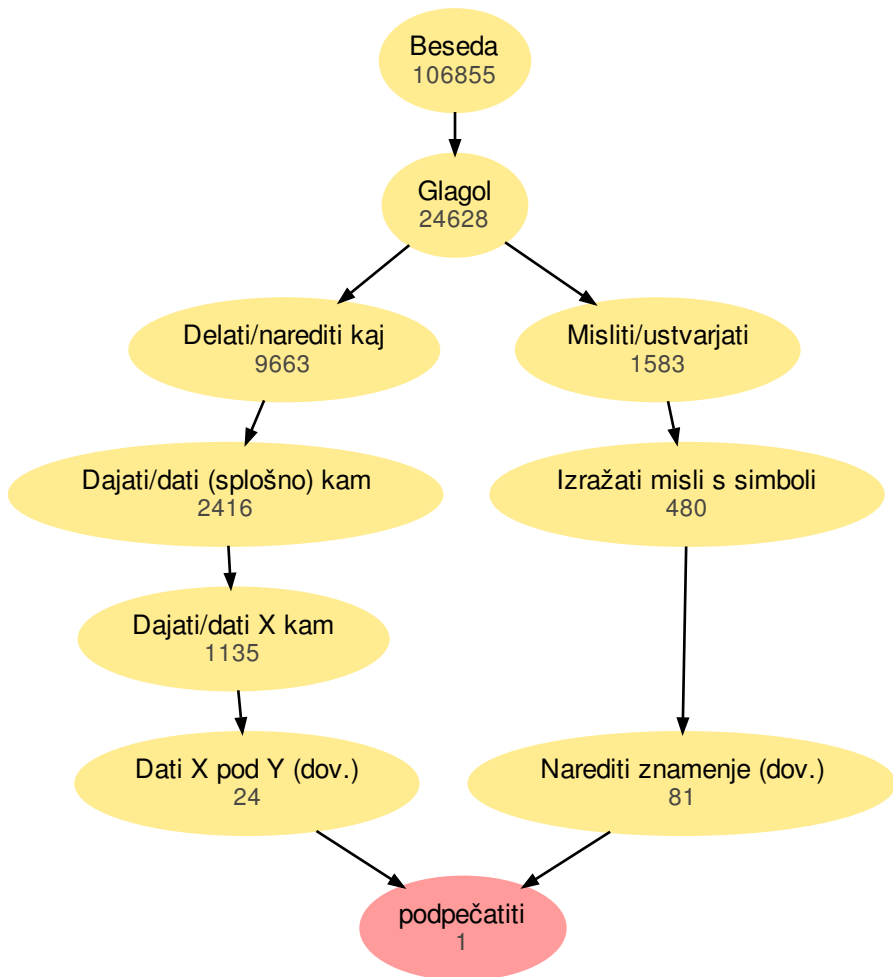 Beseda
106855
Glagol
24628
Delati/narediti kaj
9663
Misliti/ustvarjati
1583
Dajati/dati (splošno) kam
2416
Izražati misli s simboli
480
Dajati/dati X kam
1135
Dati X pod Y (dov.)
24
Narediti znamenje (dov.)
81
podpečatiti
1